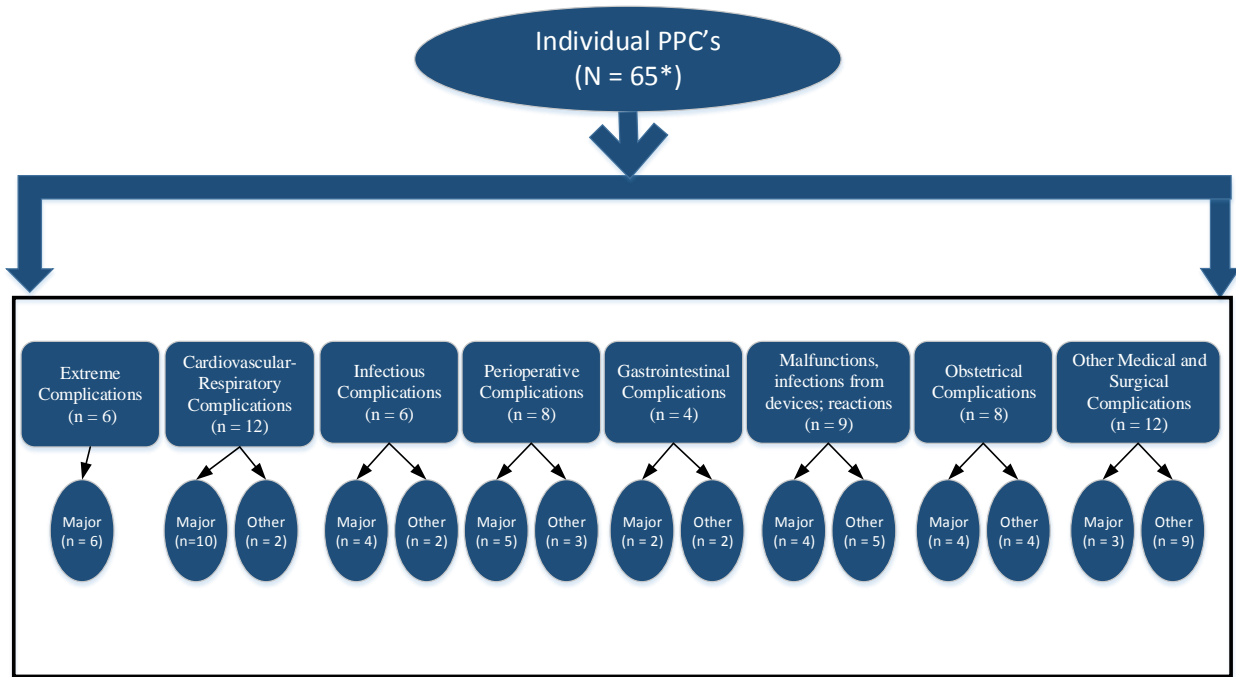 Individual PPC’s
(N = 65*)
Extreme
Complications
(n = 6)
Cardiovascular-
Respiratory
Complications
(n = 12)
Infectious
Complications
(n = 6)
Perioperative
Complications
(n = 8)
Gastrointestinal
Complications
(n = 4)
Malfunctions,
infections from
devices; reactions
(n = 9)
Obstetrical
Complications
(n = 8)
Other Medical and
Surgical
Complications
(n = 12)
Major
(n = 6)
Major
(n=10)
Other
(n = 2)
Major
(n = 4)
Other
(n = 2)
Major
(n = 5)
Other
(n = 3)
Major
(n = 2)
Other
(n = 2)
Major
(n = 4)
Other
(n = 5)
Major
(n = 4)
Other
(n = 4)
Major
(n = 3)
Other
(n = 9)